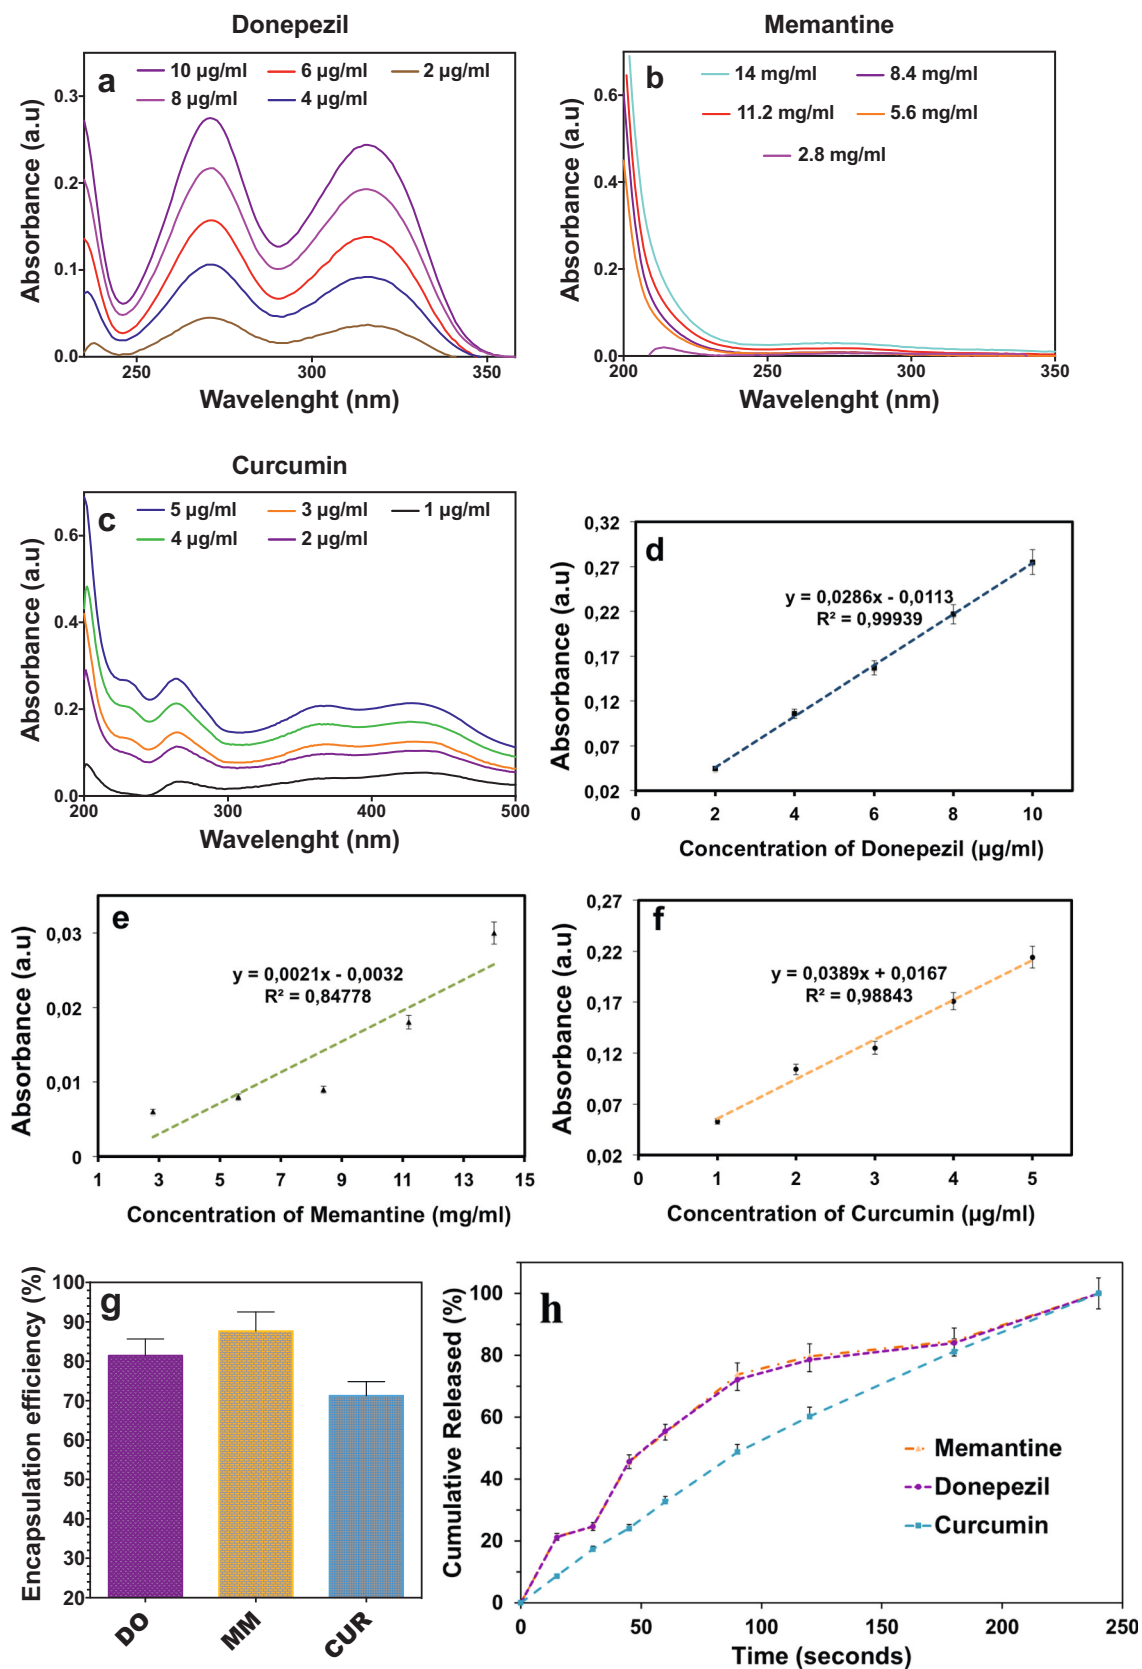 Donepezil
a
10 µg/ml
6 µg/ml
2 µg/ml
8 µg/ml
4 µg/ml
0.3
0.2
0.1
0.0
250
300
350
Absorbance (a.u)
Wavelenght (nm)
Memantine
b
14 mg/ml
8.4 mg/ml
11.2 mg/ml
5.6 mg/ml
2.8 mg/ml
0.6
0.4
0.2
0.0
200
250
300
350
Absorbance (a.u)
Wavelenght (nm)
Curcumin
c
5 µg/ml
3 µg/ml
1 µg/ml
4 µg/ml
2 µg/ml
0.6
0.4
0.2
0.0
200
300
400
500
Absorbance (a.u)
Wavelenght (nm)
d
0,32
0,27
0,22
0,17
0,12
0,07
0,02
y = 0,0286x - 0,0113
R² = 0,99939
0
2
4
6
8
10
Absorbance (a.u)
Concentration of Donepezil (µg/ml)
e
0,03
0,02
0,01
0
y = 0,0021x - 0,0032
R² = 0,84778
1
3
5
7
9
11
13
15
Absorbance (a.u)
Concentration of Memantine (mg/ml)
f
0,27
0,22
0,17
0,12
0,07
0,02
y = 0,0389x + 0,0167
R² = 0,98843
0
1
2
3
4
5
Absorbance (a.u)
Concentration of Curcumin (µg/ml)
g
100
90
80
70
60
50
40
30
20
DO
MM
CUR
Encapsulation efficiency (%)
h
100
80
60
40
20
0
Memantine
Donepezil
Curcumin
0
50
100
150
200
250
Cumulative Released (%)
Time (seconds)